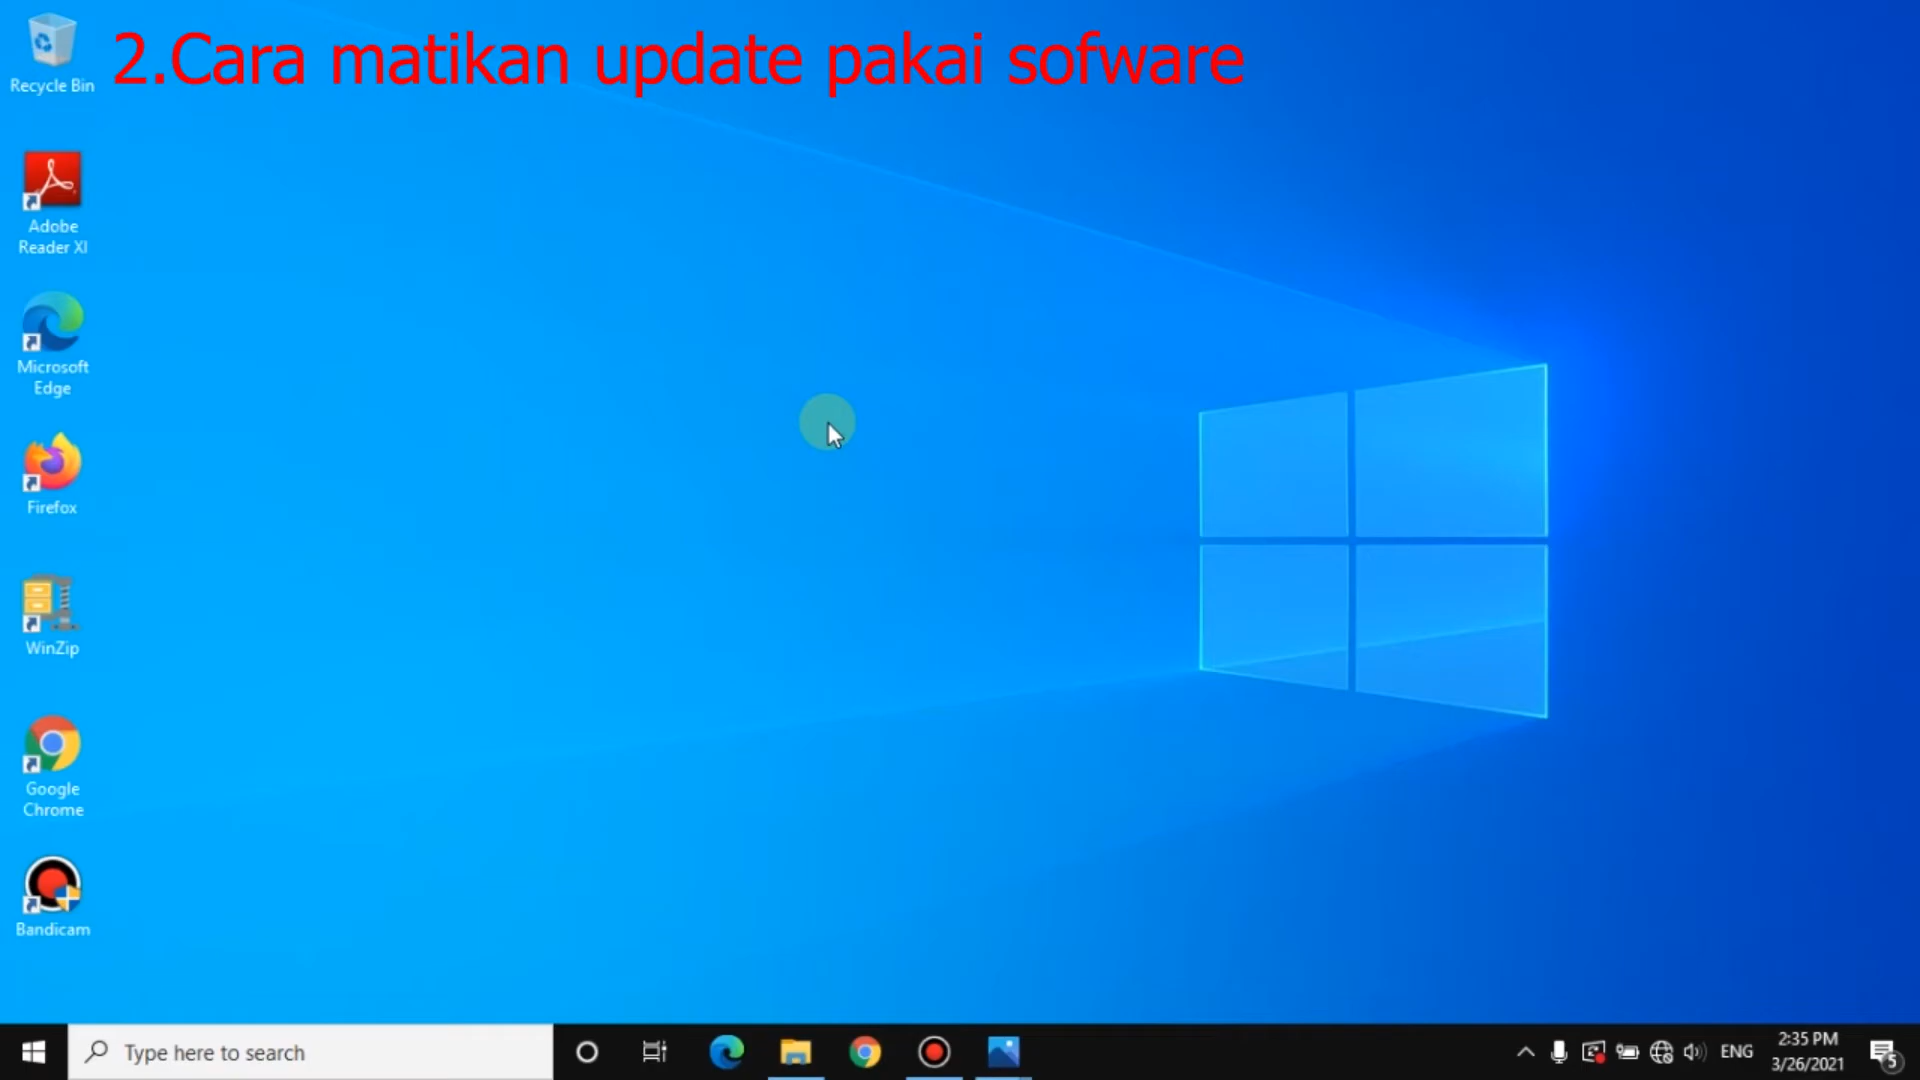 2.Cara matikan update pakai sofware
Recycle Bin
Adobe
Reader XI
Microsoft
Edge
Firefox
WinZip
Google
Chrome
Bandicam
Type here to search
ENG
2:35 PM
3/26/2021
5